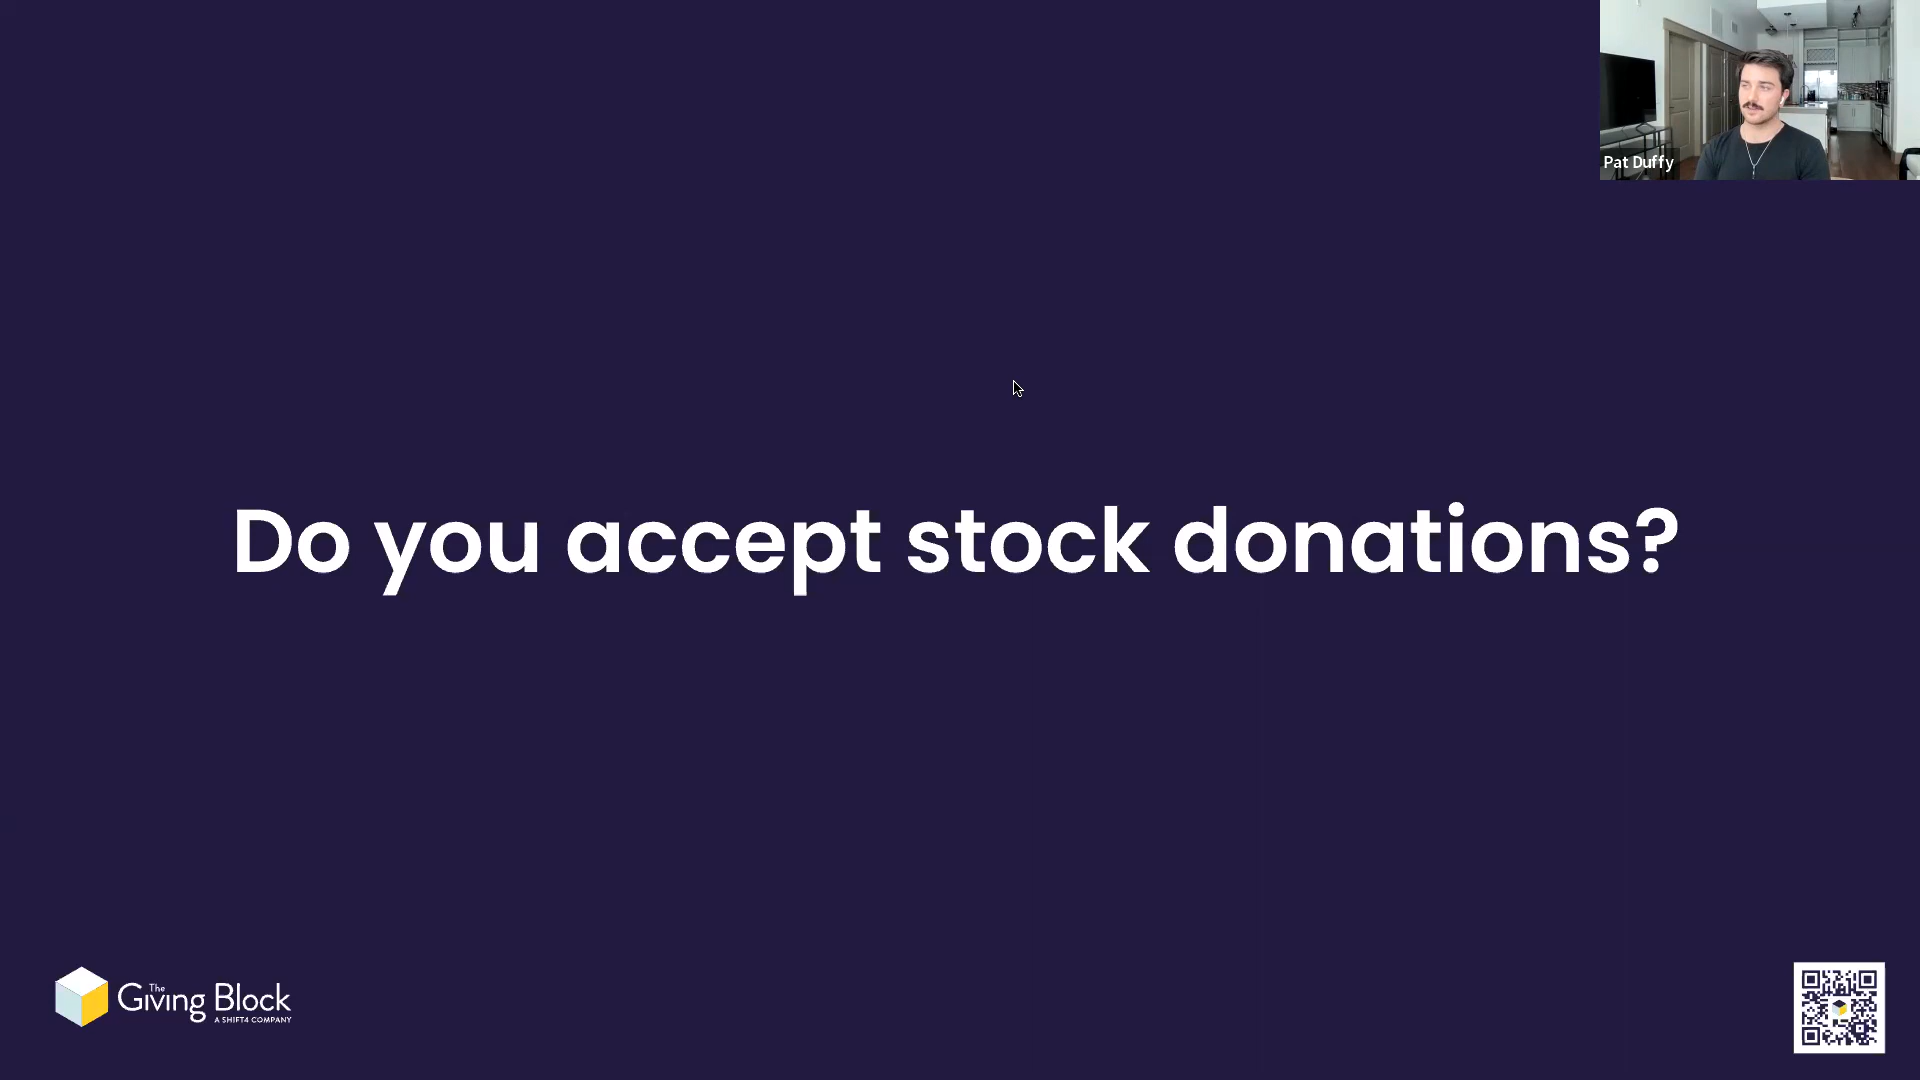 Pat Duffy
Do you accept stock donations?
The
Giving Block
A SHIFT4 COMPANY